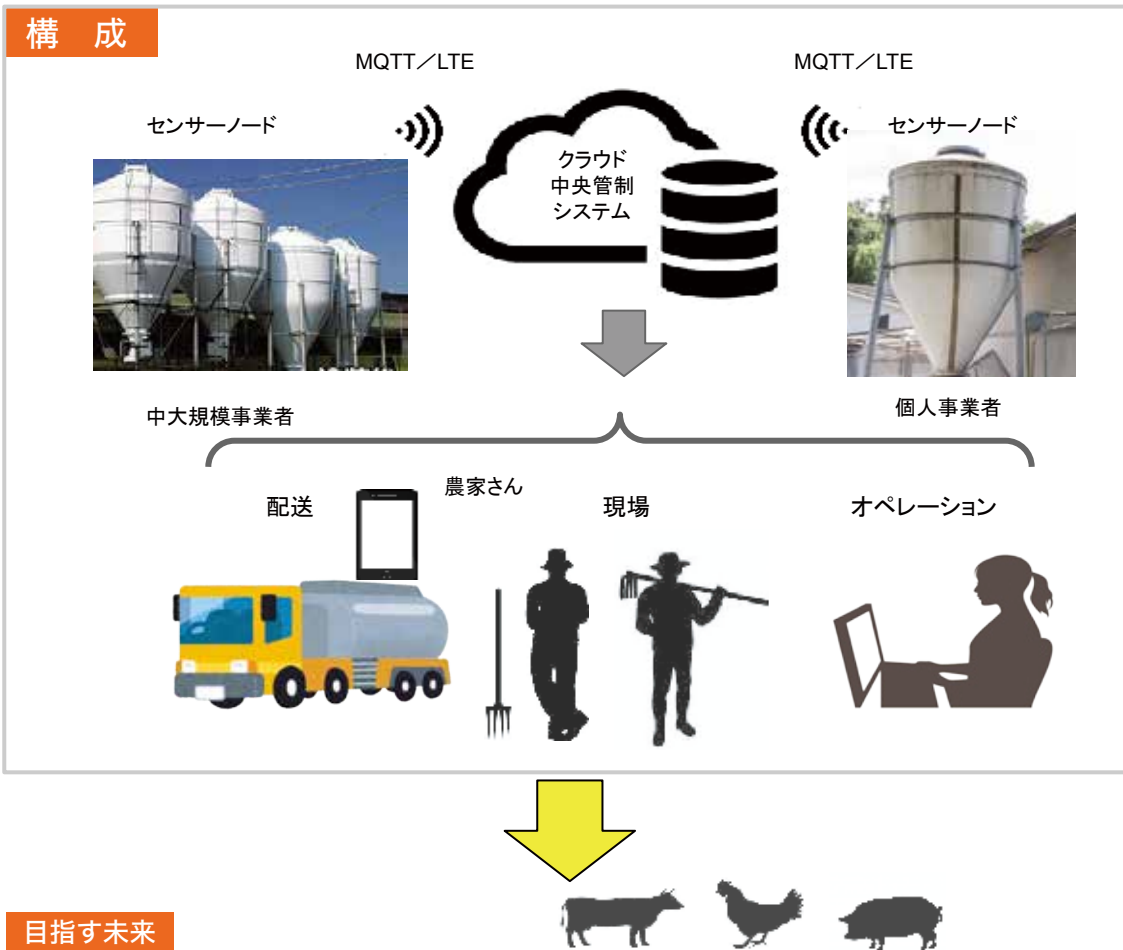 構 成
MQTT／LTE
MQTT／LTE
センサーノード
センサーノード
クラウド
中央管制
システム
中大規模事業者
個人事業者
配送
農家さん
現場
オペレーション
目指す未来